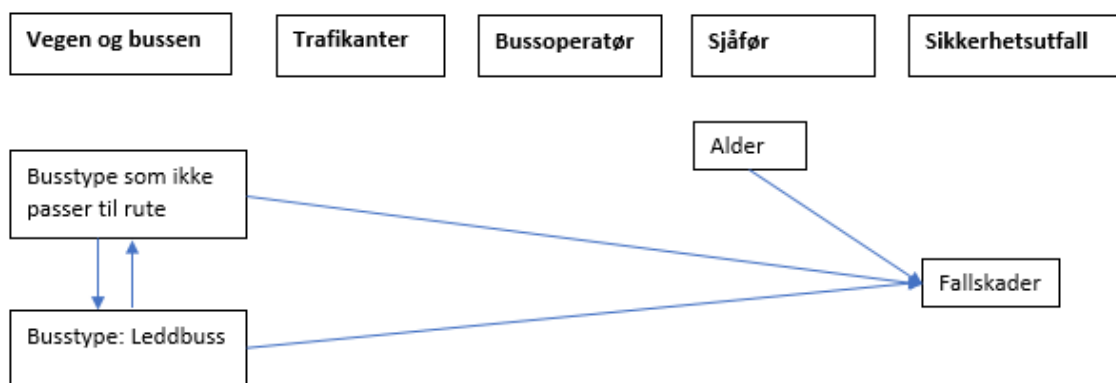 Vegen og bussen
Trafikanter
Bussoperatør
Sjåfør
Sikkerhetsutfall
Alder
Busstype som ikke
passer til rute
Fallskader
Busstype: Leddbuss